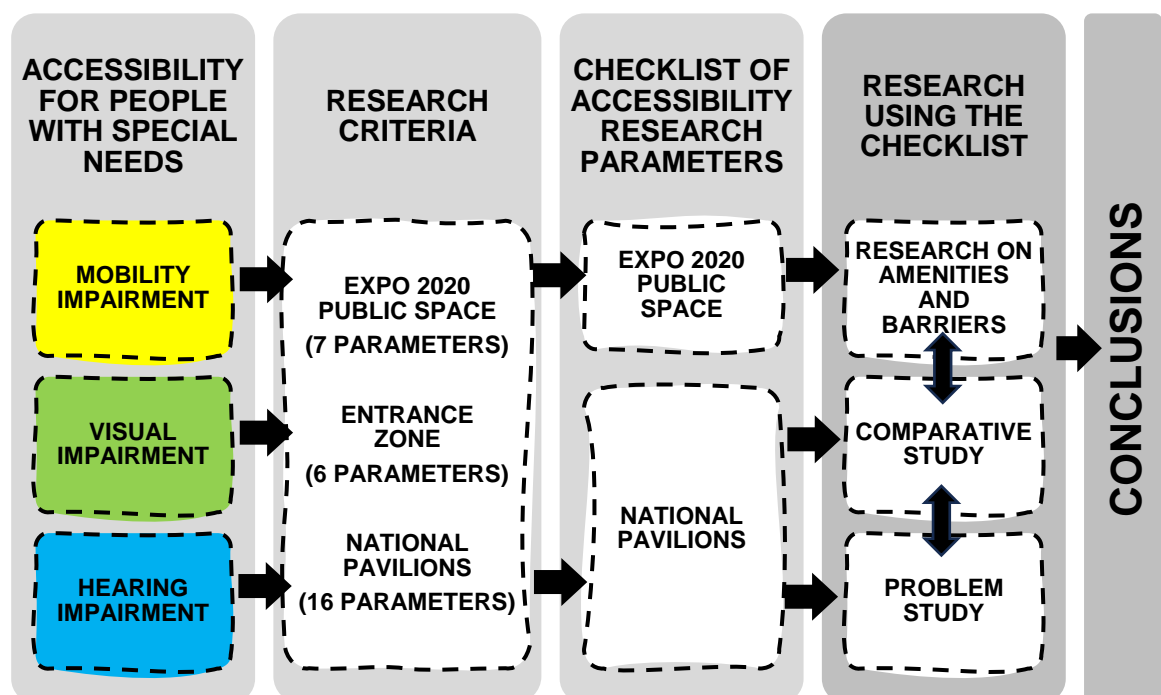 ACCESSIBILITY
FOR PEOPLE
WITH SPECIAL
NEEDS
MOBILITY
IMPAIRMENT
VISUAL
IMPAIRMENT
HEARING
IMPAIRMENT
RESEARCH
CRITERIA
EXPO 2020
PUBLIC SPACE
(7 PARAMETERS)
ENTRANCE
ZONE
(6 PARAMETERS)
NATIONAL
PAVILIONS
(16 PARAMETERS)
CHECKLIST OF
ACCESSIBILITY
RESEARCH
PARAMETERS
EXPO 2020
PUBLIC
SPACE
NATIONAL
PAVILIONS
RESEARCH
USING THE
CHECKLIST
RESEARCH ON
AMENITIES
AND
BARRIERS
COMPARATIVE
STUDY
PROBLEM
STUDY
CONCLUSIONS